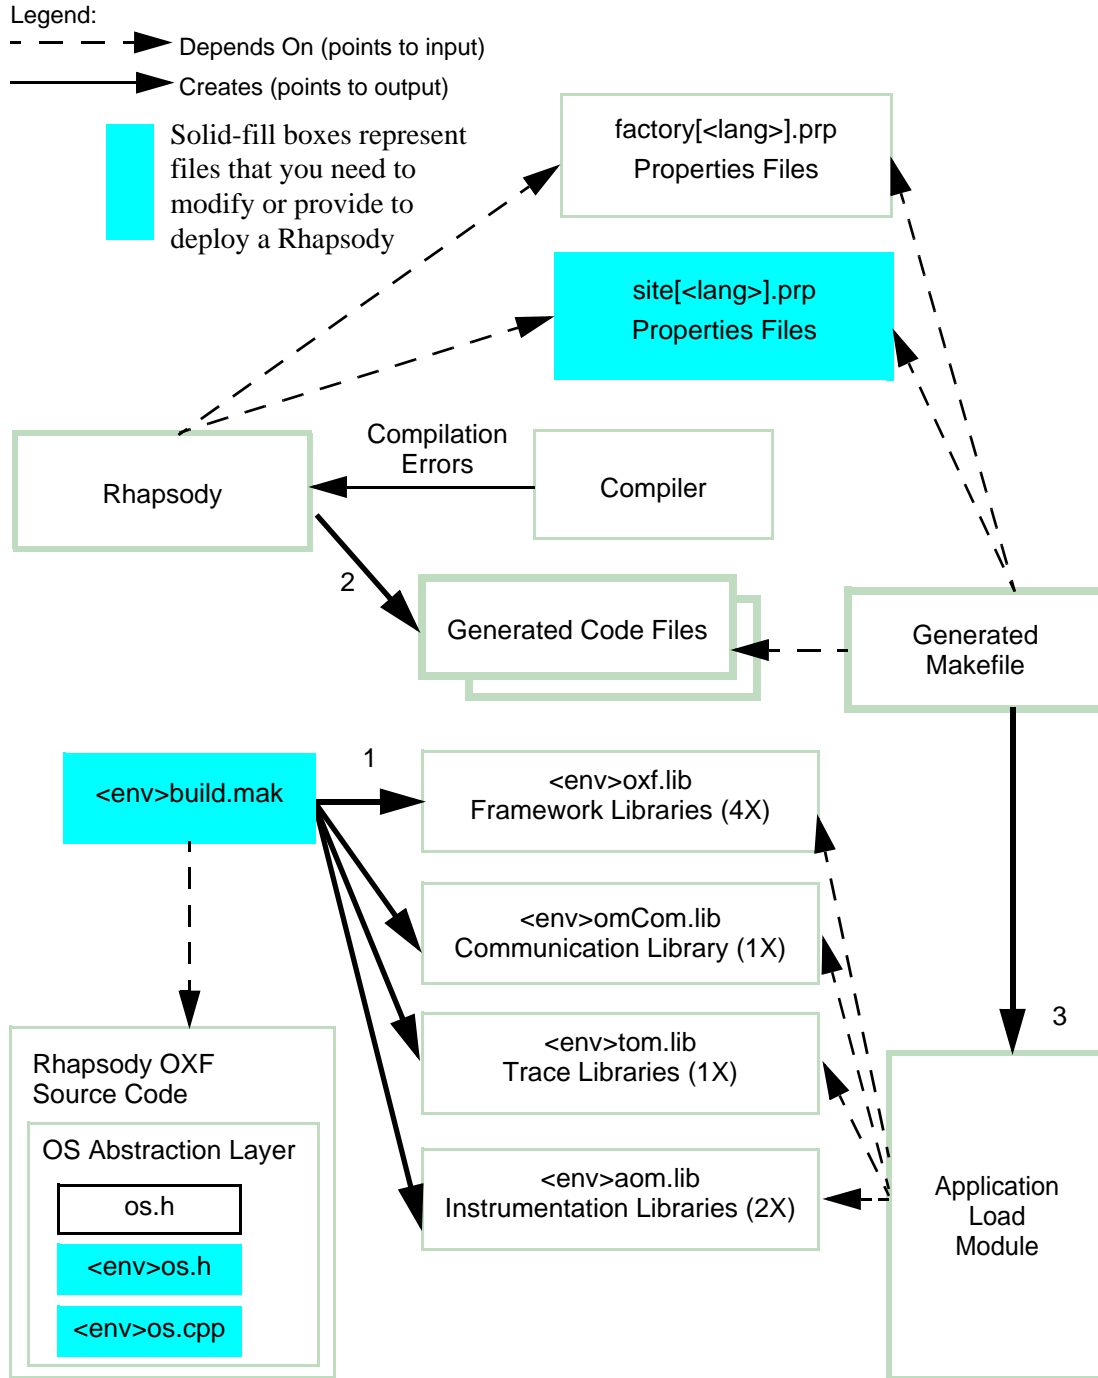 Legend:
Depends On (points to input)
Creates (points to output)
Solid-fill boxes represent
files that you need to
modify or provide to
deploy a Rhapsody
factory[<lang>].prp
Properties Files
site[<lang>].prp
Properties Files
Rhapsody
Compilation
Errors
Compiler
2
Generated Code Files
Generated
Makefile
<env>build.mak
1
<env>oxf.lib
Framework Libraries (4X)
<env>omCom.lib
Communication Library (1X)
3
<env>tom.lib
Trace Libraries (1X)
Rhapsody OXF
Source Code
OS Abstraction Layer
os.h
<env>os.h
<env>os.cpp
<env>aom.lib
Instrumentation Libraries (2X)
Application
Load
Module